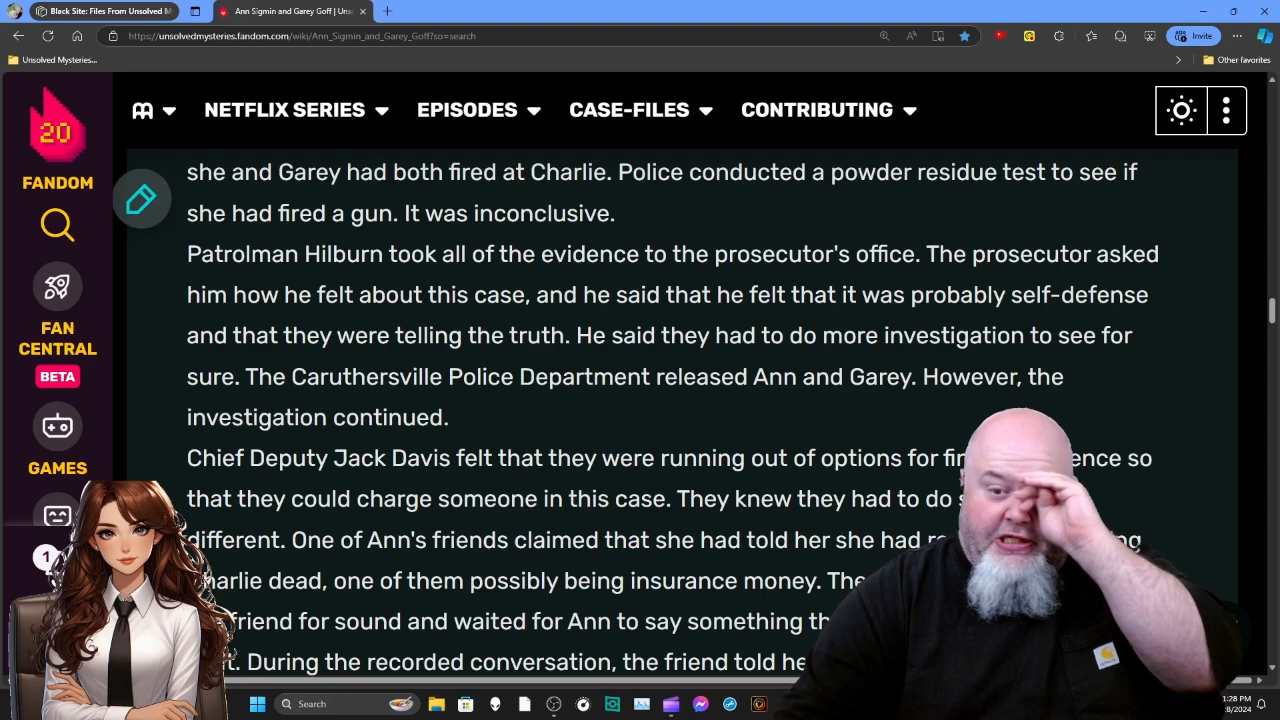 Black Site: Files From Unsolved M
Ann Sigmin and Garey Goff | Uns
https://unsolvedmysteries.fandom.com/wiki/Ann_Sigmin_and_Garey_Goff?so=search
Invite
Unsolved Mysteries...
Other favorites
20
FANDOM
FAN
CENTRAL
BETA
GAMES
1
NETFLIX SERIES
EPISODES
CASE-FILES
CONTRIBUTING
she and Garey had both fired at Charlie. Police conducted a powder residue test to see if
she had fired a gun. It was inconclusive.
Patrolman Hilburn took all of the evidence to the prosecutor's office. The prosecutor asked
him how he felt about this case, and he said that he felt that it was probably self-defense
and that they were telling the truth. He said they had to do more investigation to see for
sure. The Caruthersville Police Department released Ann and Garey. However, the
investigation continued.
Chief Deputy Jack Davis felt that they were running out of options for so
that they could charge someone in this case. They knew they had to do
different. One of Ann's friends claimed that she had told her she had
dead, one of them possibly being insurance money.
friend for sound and waited for Ann to say something
During the recorded conversation, the friend told
Search
1:28 PM
/2024